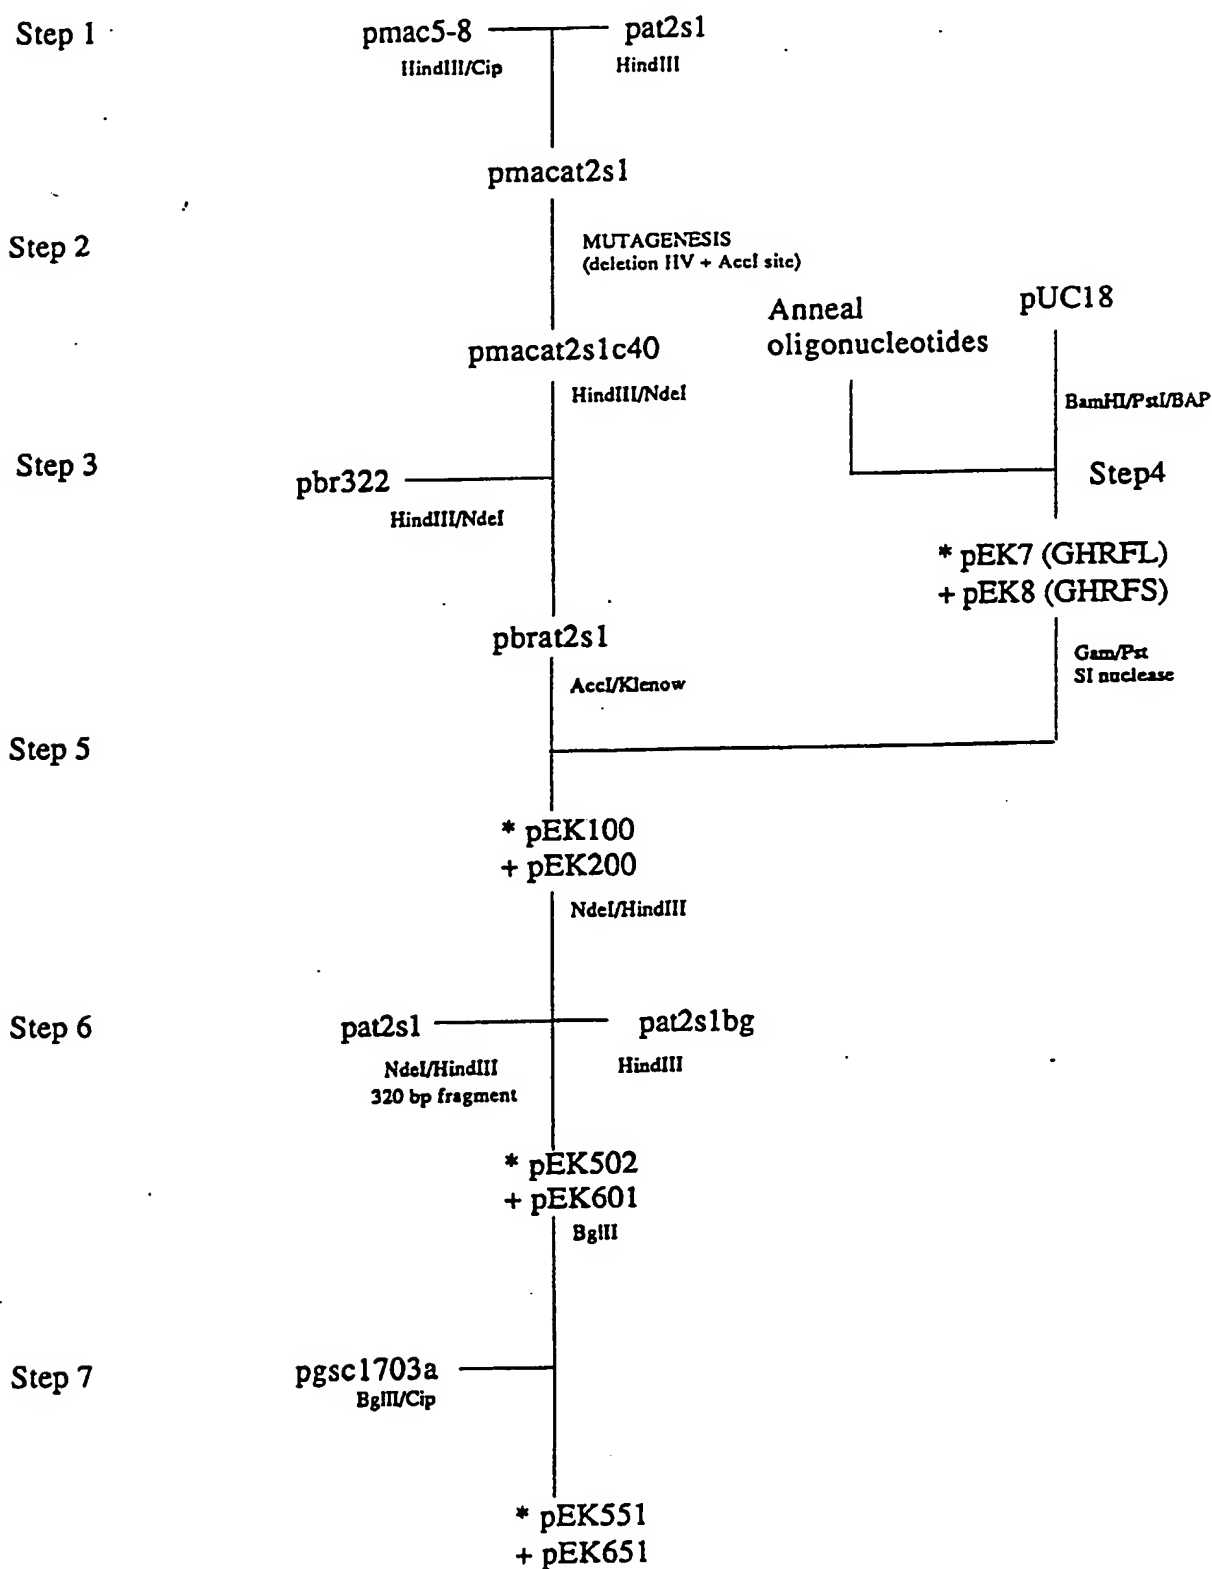 Step 1
pmac5-8
pat2s1
HindIII/Cip
HindIII
pmacat2s1
Step 2
MUTAGENESIS
(deletion HV + AccI site)
Anneal
oligonucleotides
pUC18
pmacat2s1c40
HindIII/NdeI
BamHI/PstI/BAP
Step 3
pbr322
HindIII/NdeI
Step4
* pEK7 (GHRFL)
+ pEK8 (GHRFS)
pbrat2s1
AccI/Klenow
Gam/Pst
SI nuclease
Step 5
* pEK100
+ pEK200
NdeI/HindIII
Step 6
pat2s1
pat2s1bg
NdeI/HindIII
320 bp fragment
HindIII
* pEK502
+ pEK601
BglII
Step 7
pgsc1703a
BglII/Cip
* pEK551
+ pEK651